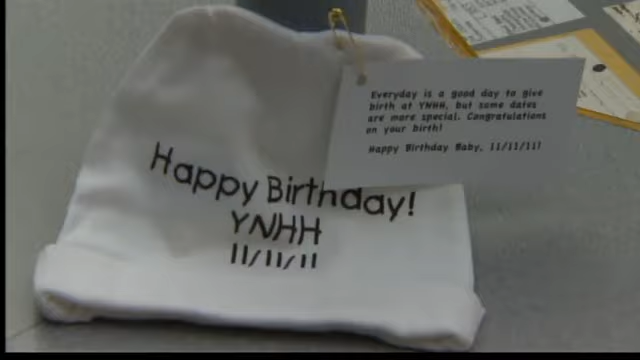 Everyday is a good day to give
birth at YNHH, but some dates
are more special. Congratulations
on your birth!
Happy Birthday Baby, 11/11/11!
Happy Birthday!
YNHH
11/11/11